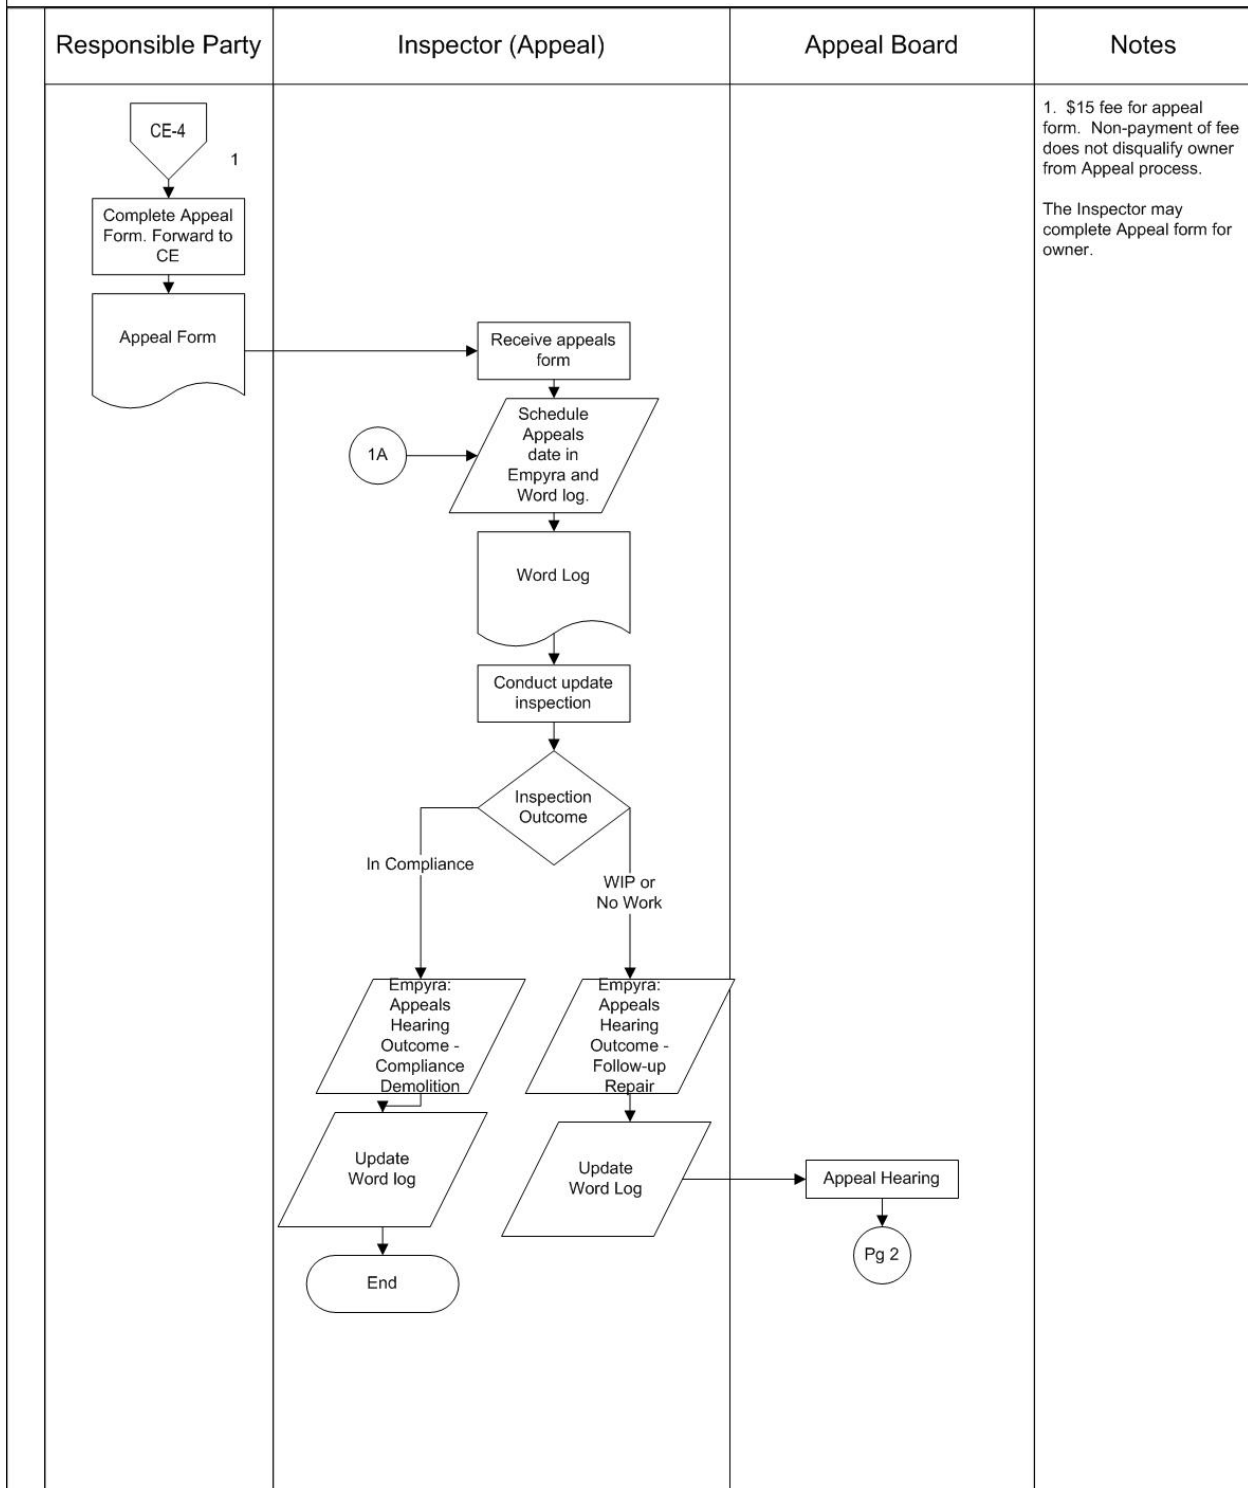 Responsible Party
Inspector (Appeal)
Appeal Board
Notes
CE-4
1
Complete Appeal
Form. Forward to
CE
Appeal Form
1. $15 fee for appeal
form. Non-payment of fee
does not disqualify owner
from Appeal process.
The Inspector may
complete Appeal form for
owner.
Receive appeals
form
1A
Schedule
Appeals
date in
Empyra and
Word log.
Word Log
Conduct update
inspection
Inspection
Outcome
In Compliance
WIP or
No Work
Empyra:
Appeals
Hearing
Outcome -
Compliance
Demolition
Empyra:
Appeals
Hearing
Outcome -
Follow-up
Repair
Update
Word log
Update
Word Log
Appeal Hearing
Pg 2
End